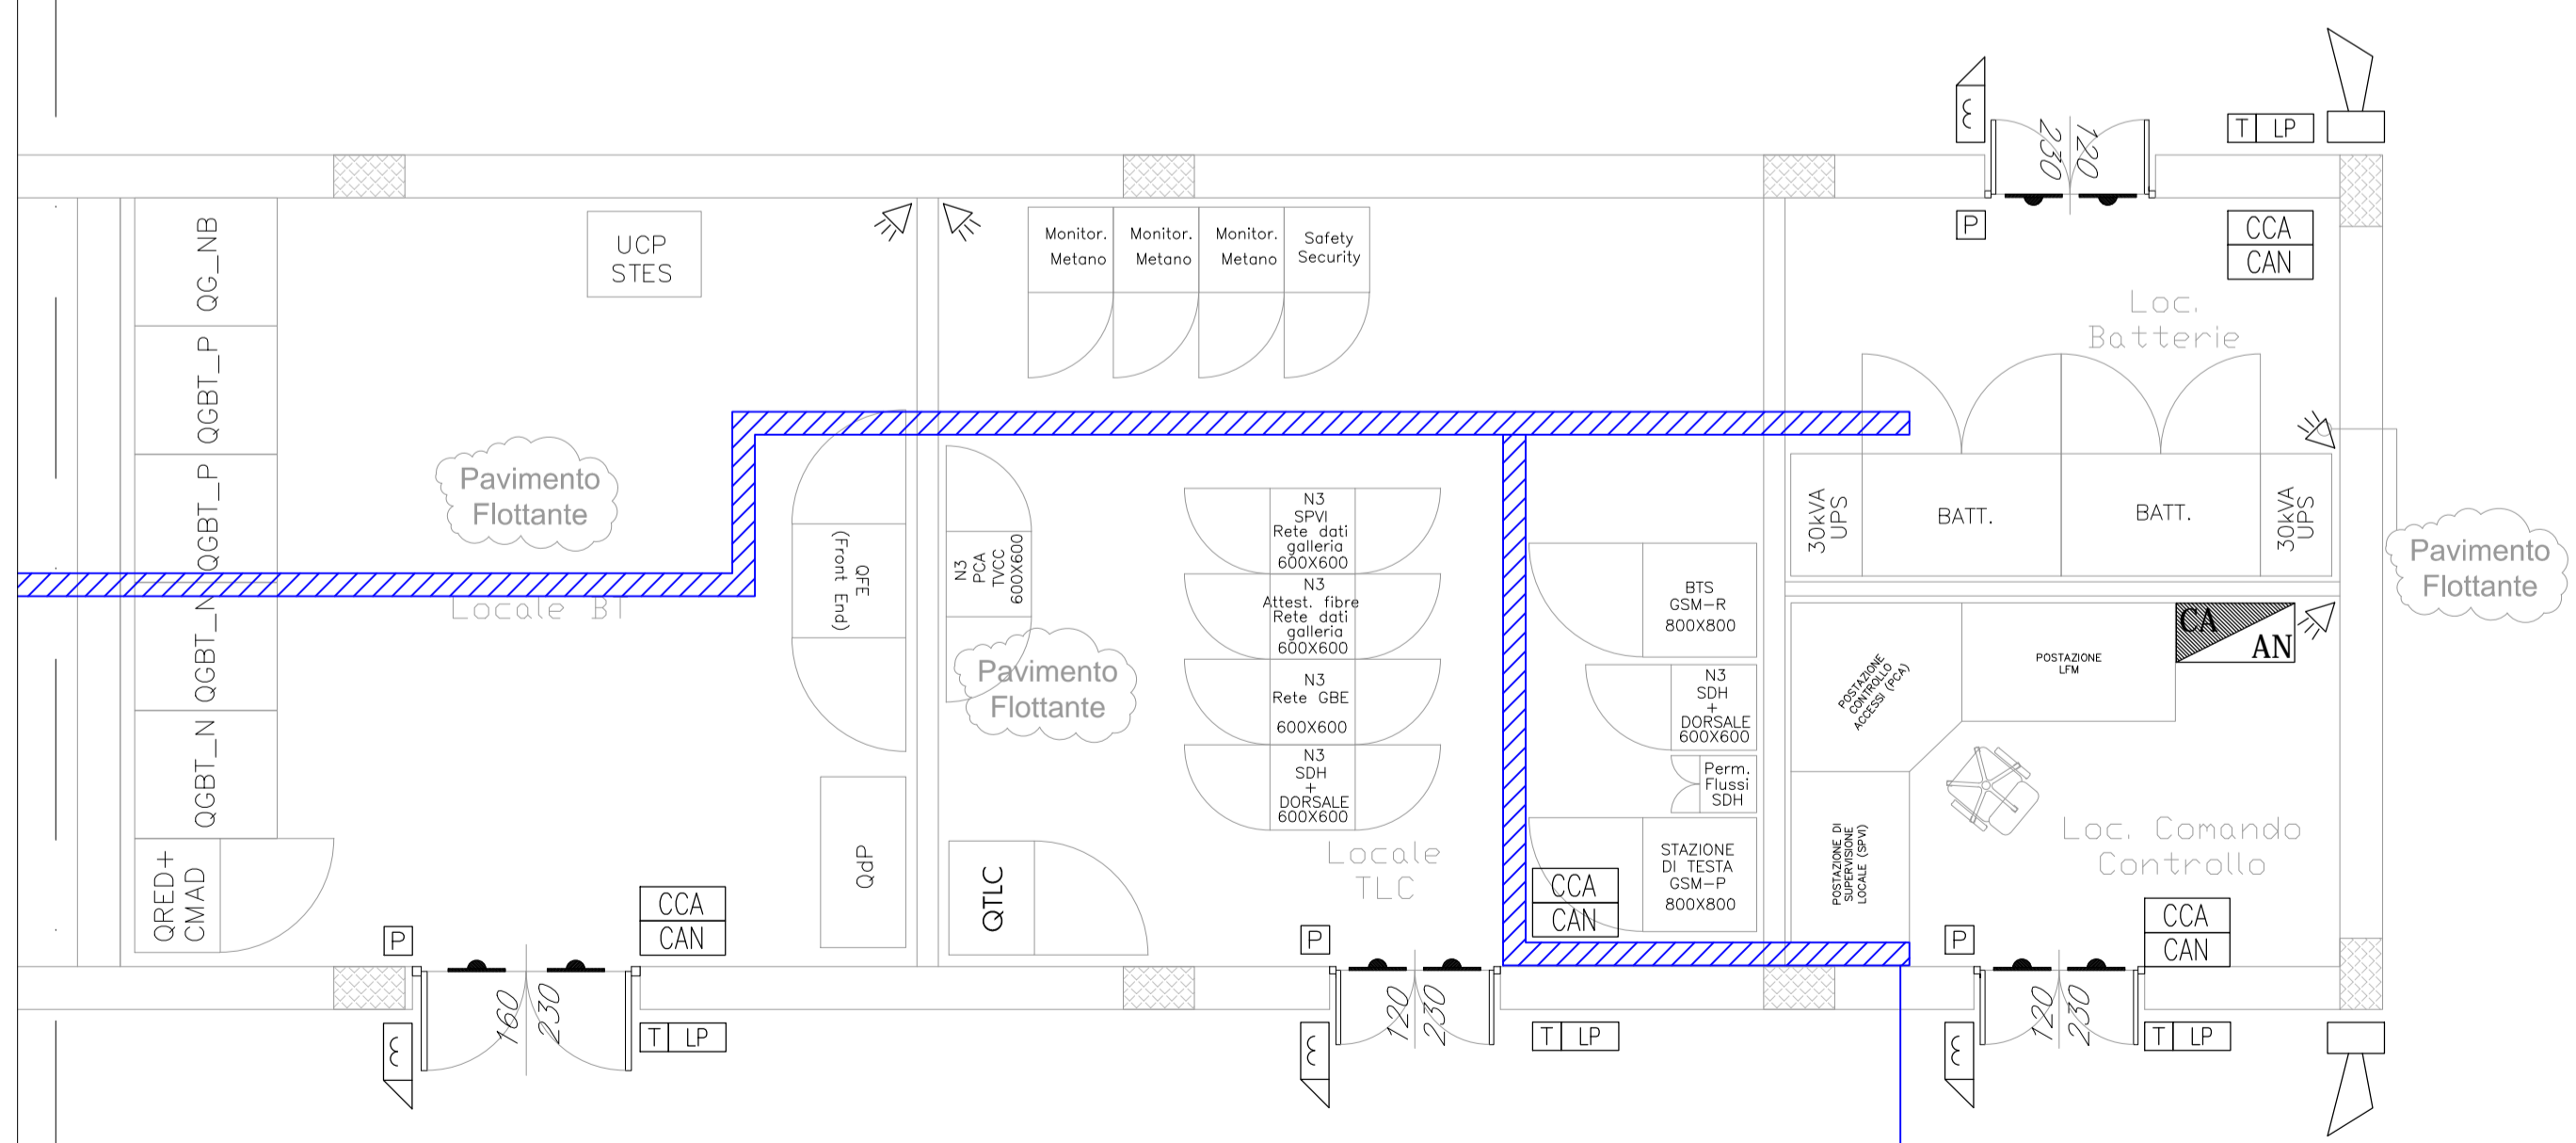 QG_NB
QGBT_P
QGBT_P
QGBT_N
QGBT_N
QRED+
CMAD
UCP
STES
Pavimento
Flottante
Locale BT
QFE
(Front End)
QdP
P
CCA
CAN
160
230
T LP
Monitor.
Metano
Monitor.
Metano
Monitor.
Metano
Safety
Security
N3
PCA
TVCC
600X600
Pavimento
Flottante
QTLC
N3
SPVI
Rete dati
galleria
600X600
N3
Attest. fibre
Rete dati
galleria
600X600
N3
Rete GBE
600X600
N3
SDH
+
DORSALE
600X600
Locale
TLC
P
120
230
T LP
BTS
GSM-R
800X800
N3
SDH
+
DORSALE
600X600
Perm.
Flussi
SDH
STAZIONE
DI TESTA
GSM-P
800X800
CCA
CAN
230
120
T LP
P
CCA
CAN
Loc.
Batterie
30kVA
UPS
BATT.
BATT.
30kVA
UPS
Pavimento
Flottante
POSTAZIONE
CONTROLLO
ACCESSI (PCA)
POSTAZIONE
LFM
CA
AN
POSTAZIONE DI
SUPERVISIONE
LOCALE (SPVI)
Loc. Comando
Controllo
P
CCA
CAN
120
230
T LP